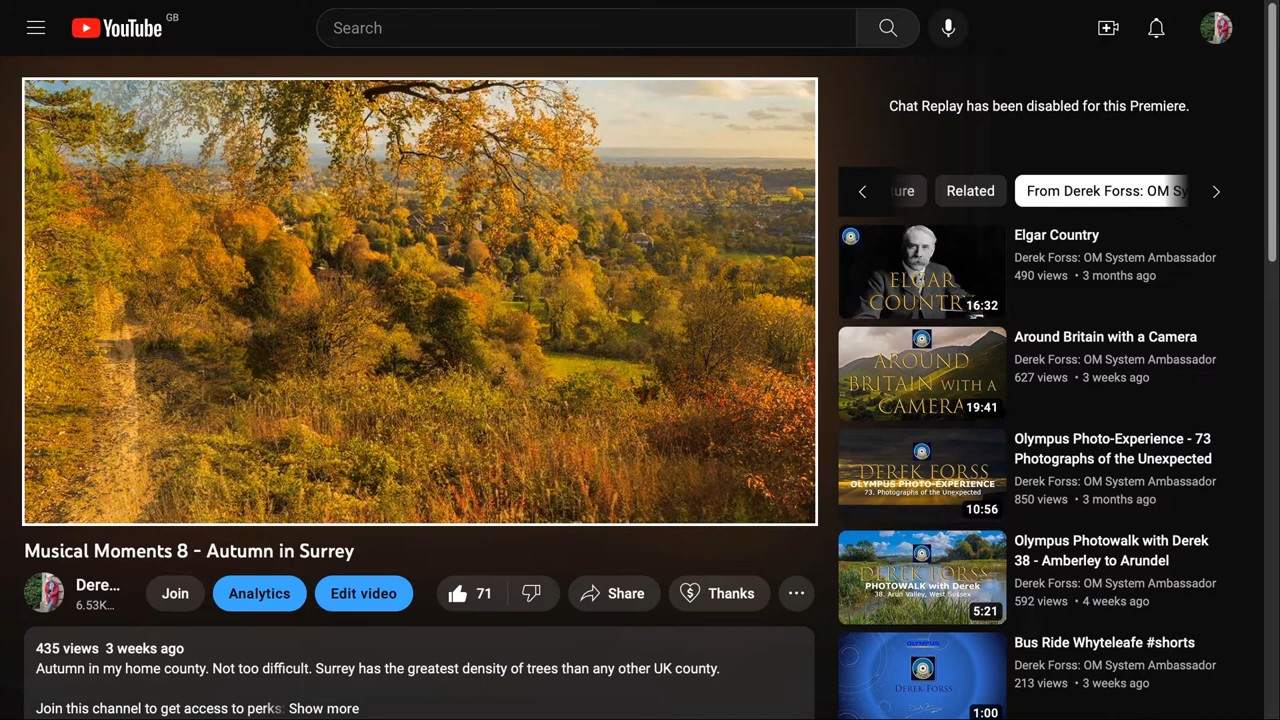 YouTube GB
Search
Chat Replay has been disabled for this Premiere.
ture
Related
From Derek Forss: OM Sy
ELGAR
COUNTR
16:32
Elgar Country
Derek Forss: OM System Ambassador
490 views • 3 months ago
AROUND
BRITAIN WITH A
CAMERA
19:41
Around Britain with a Camera
Derek Forss: OM System Ambassador
627 views • 3 weeks ago
DEREK FORSS
OLYMPUS PHOTO-EXPERIENCE
73. Photographs of the Unexpected
10:56
Olympus Photo-Experience - 73
Photographs of the Unexpected
Derek Forss: OM System Ambassador
850 views • 3 months ago
DEREK FORSS
PHOTOWALK with Derek
38. Arun Valley, West Sussex
5:21
Olympus Photowalk with Derek
38 - Amberley to Arundel
Derek Forss: OM System Ambassador
592 views • 4 weeks ago
OLYMPUS
DEREK FORSS
1:00
Bus Ride Whyteleafe #shorts
Derek Forss: OM System Ambassador
213 views • 3 weeks ago
Musical Moments 8 - Autumn in Surrey
Dere...
6.53K...
Join
Analytics
Edit video
71
Share
Thanks
435 views 3 weeks ago
Autumn in my home county. Not too difficult. Surrey has the greatest density of trees than any other UK county.
Join this channel to get access to perks: Show more